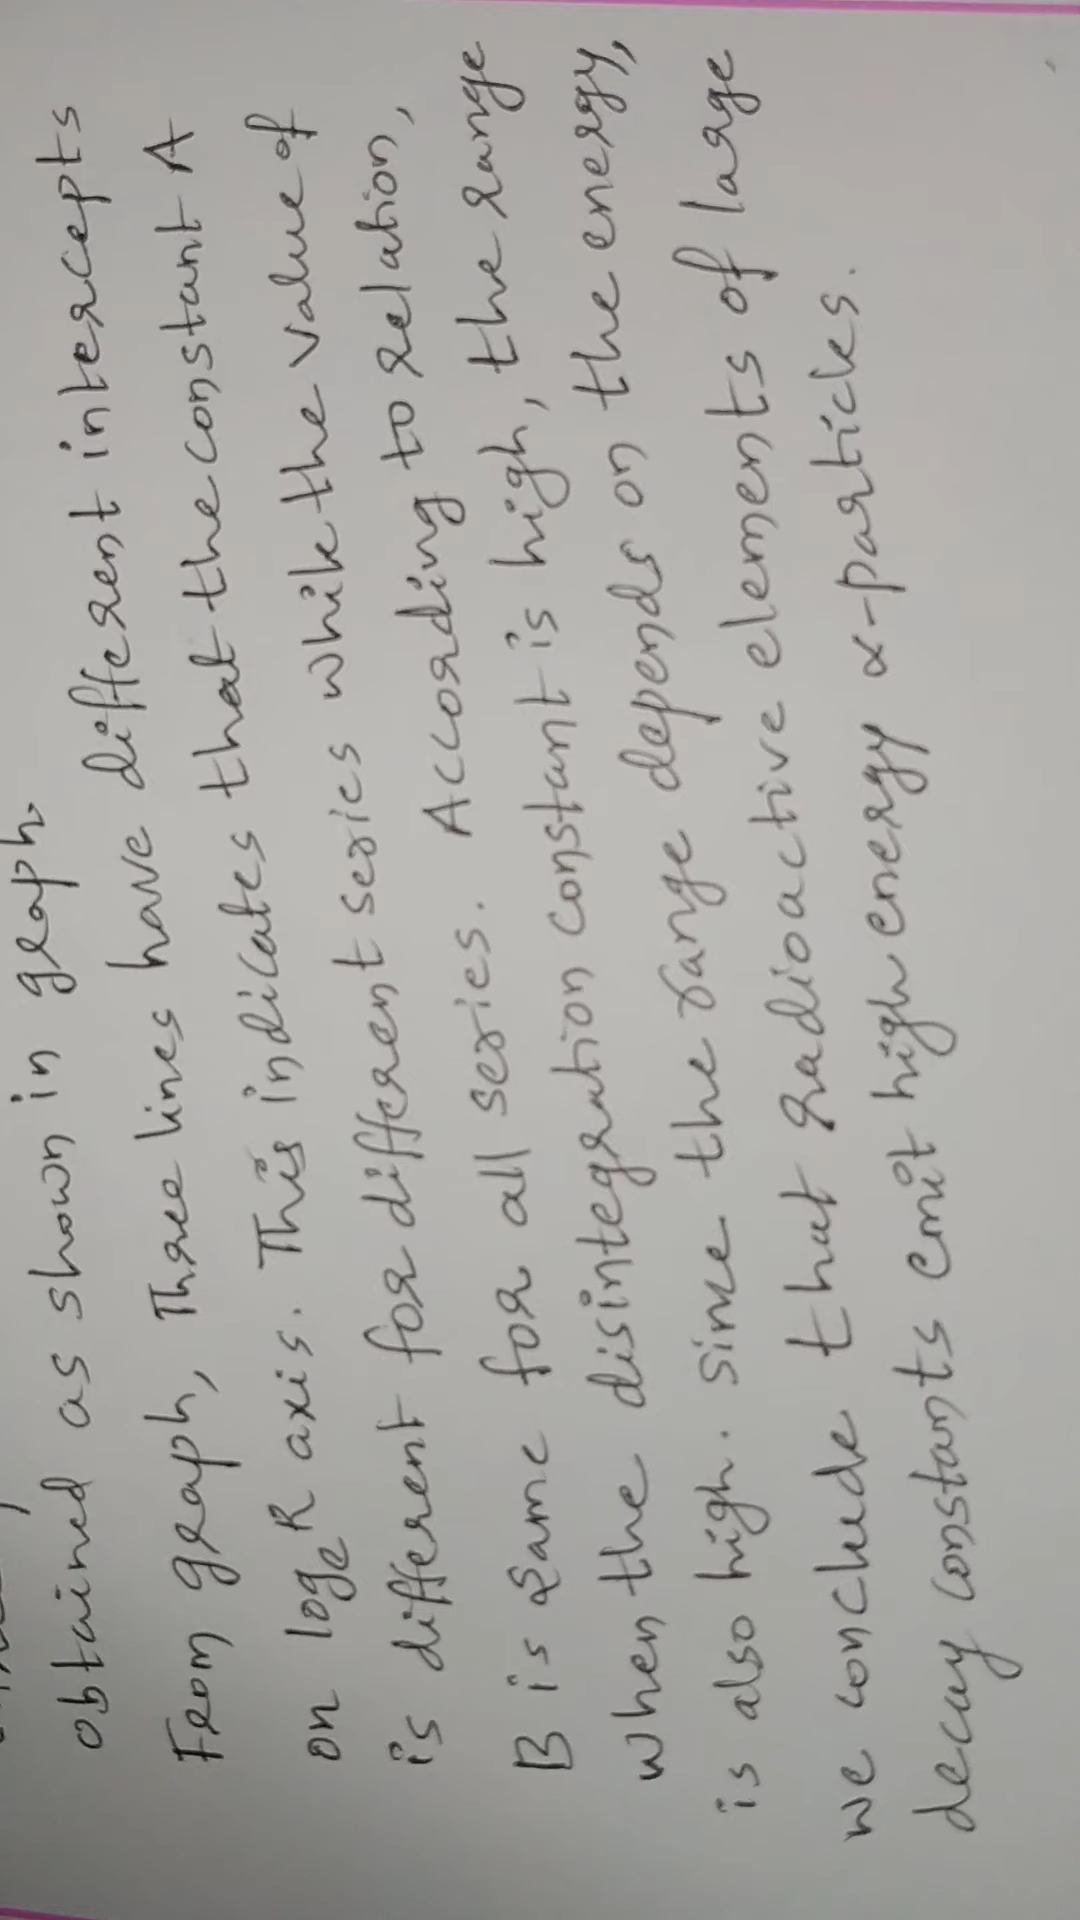 obtained as shown in graph.
From graph, Three lines have different intercepts
on logeR axis. This indicates that the constant A
is different for different series while the value of
B is same for all series. According to relation,
when the disintegration constant is high, the range
is also high. Since the range depends on the energy,
we conclude that radioactive elements of lage
decay constants emit high energy α-particles.